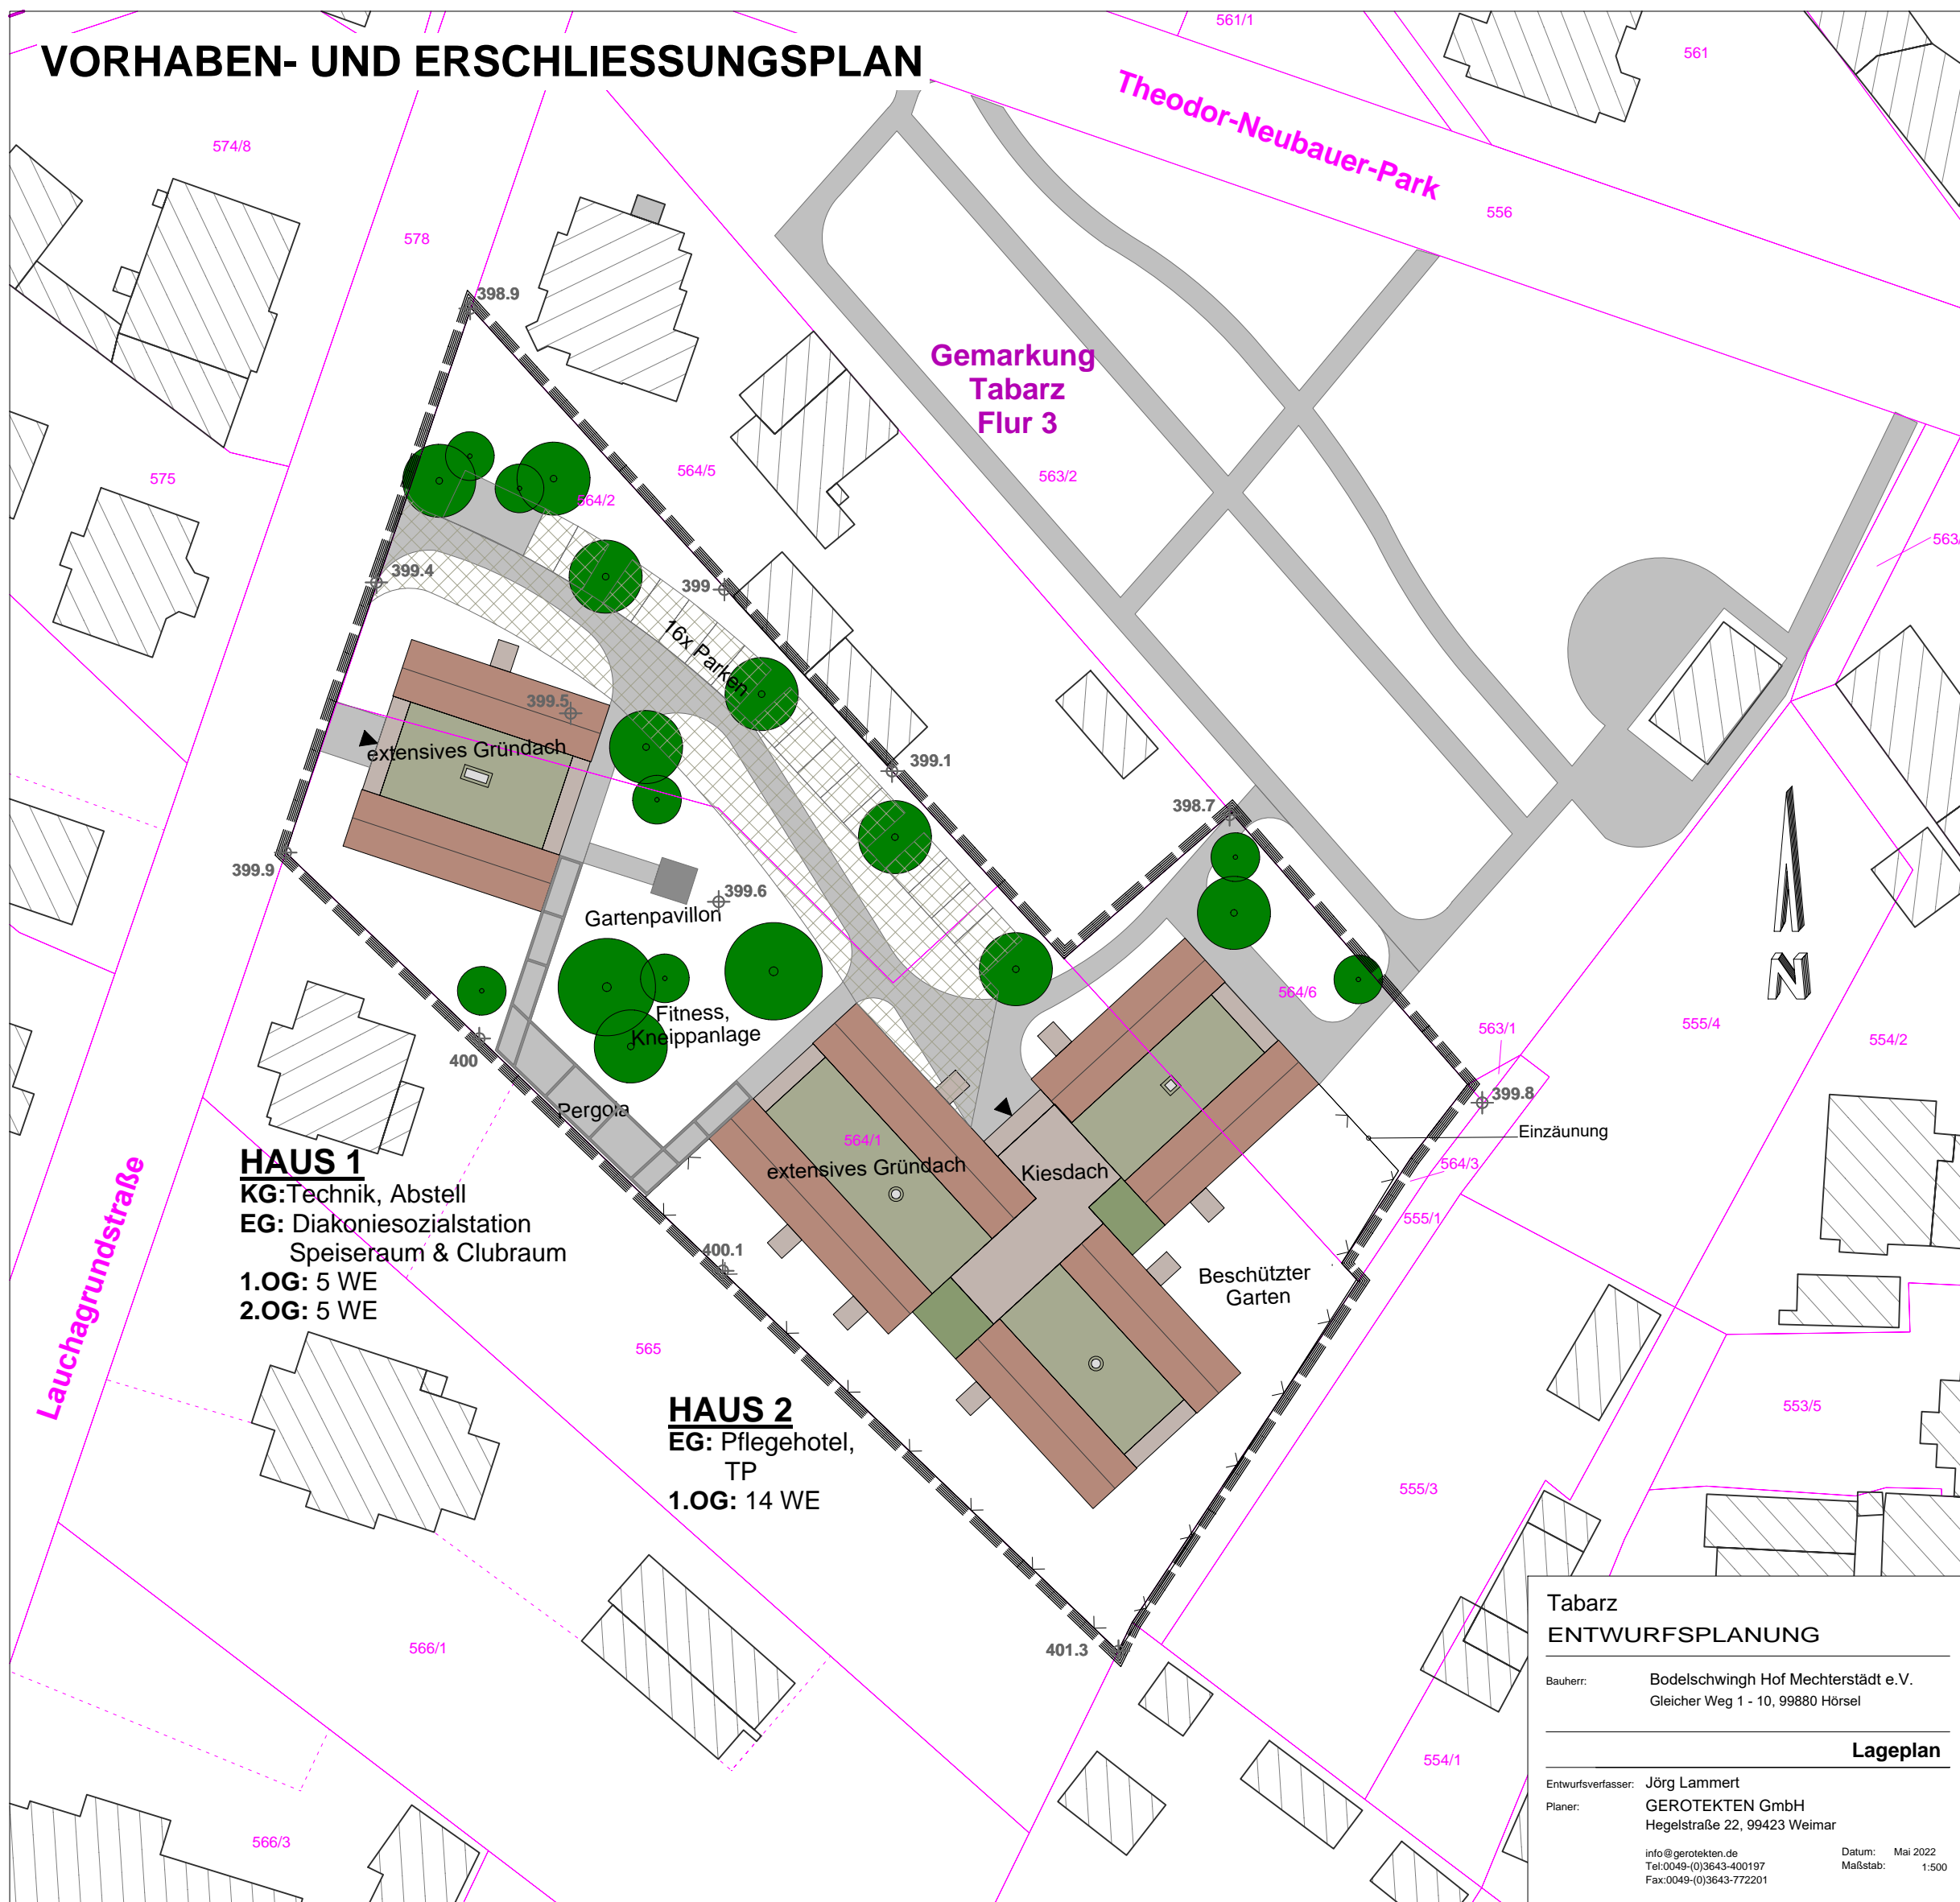 VORHABEN- UND ERSCHLIESSUNGSPLAN
561/1
561
Theodor-Neubauer-Park
556
574/8
578
398.9
Gemarkung
Tabarz
Flur 3
575
564/5
563/2
564/2
563/
399.4
399
16x Parken
399.5
extensives Gründach
399.1
398.7
399.9
399.6
Gartenpavillon
564/6
Fitness,
Kneippanlage
563/1
555/4
554/2
400
N
399.8
Pergola
Einzäunung
564/1
extensives Gründach
Kiesdach
564/3
555/1
HAUS 1
KG:Technik, Abstell
EG: Diakoniesozialstation
Speiseraum & Clubraum
1.OG: 5 WE
2.OG: 5 WE
Lauchagrundstraße
400.1
Beschützter
Garten
565
553/5
HAUS 2
EG: Pflegehotel,
TP
1.OG: 14 WE
555/3
566/1
401.3
554/1
566/3
Tabarz
ENTWURFSPLANUNG
Bauherr: Bodelschwingh Hof Mechterstädt e.V.
Gleicher Weg 1 - 10, 99880 Hörsel
Lageplan
Entwurfsverfasser: Jörg Lammert
Planer: GEROTEKTEN GmbH
Hegelstraße 22, 99423 Weimar
info@gerotekten.de Datum: Mai 2022
Tel:0049-(0)3643-400197 Maßstab: 1:500
Fax:0049-(0)3643-772201